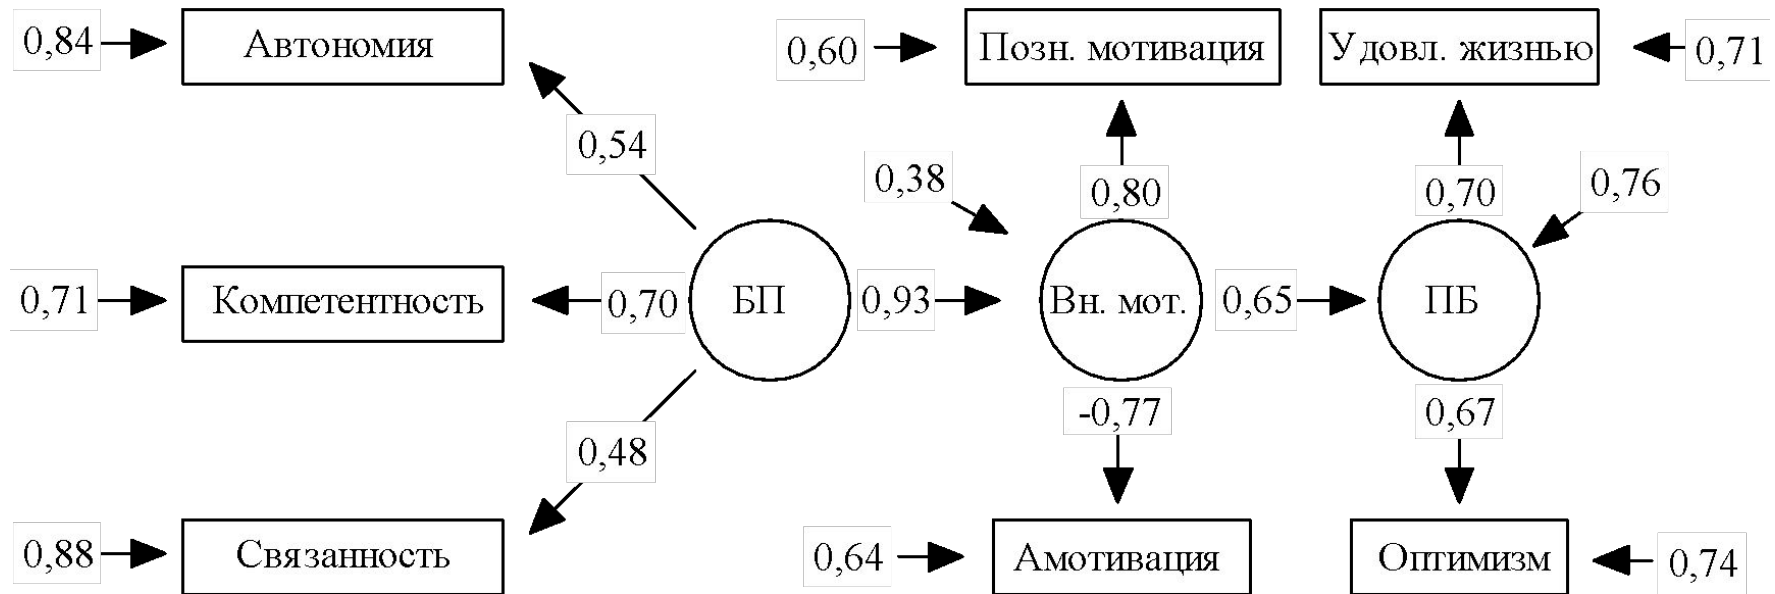 0,84
Автономия
0,60
Позн. мотивация
Удовл. жизнью
0,71
0,54
0,38
0,80
0,70
0,76
0,71
Компетентность
0,70
БП
0,93
Вн. мот.
0,65
ПБ
-0,77
0,67
0,48
0,88
Связанность
0,64
Амотивация
Оптимизм
0,74